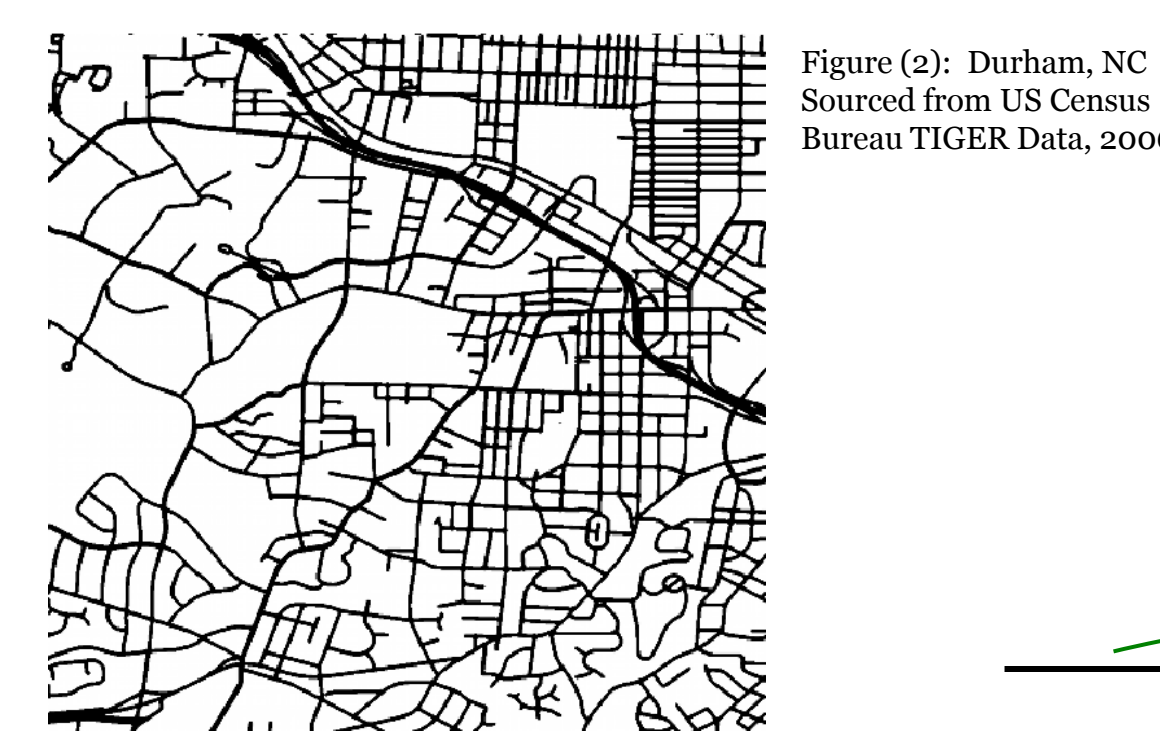 Figure (2): Durham, NC
Sourced from US Census
Bureau TIGER Data,